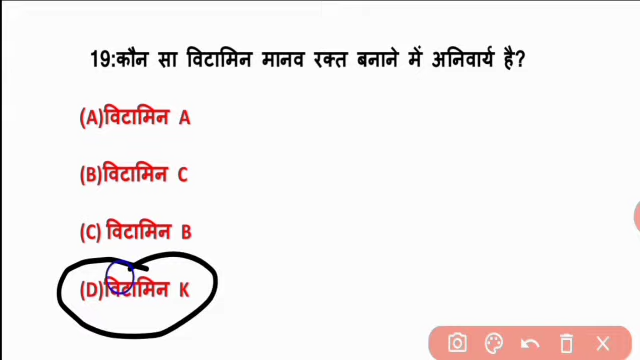 19:कौन सा विटामिन मानव रक्त बनाने में अनिवार्य है?
(A)विटामिन A
(B)विटामिन C
(C) विटामिन B
(D)विटामिन K